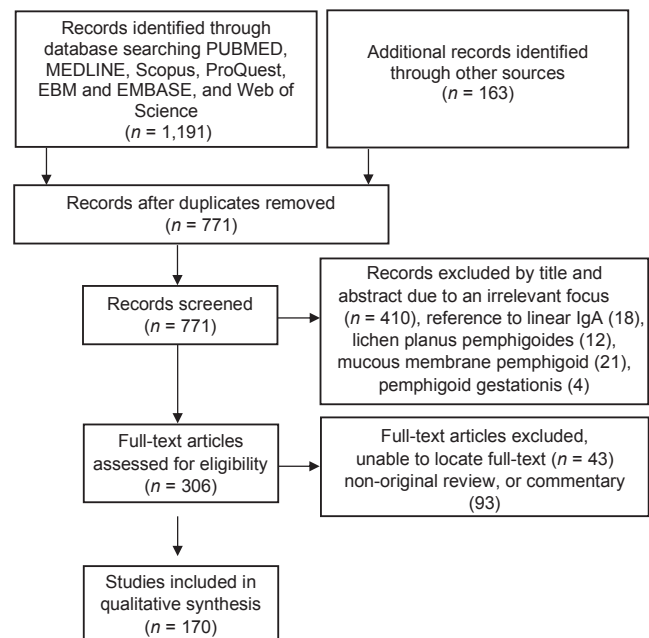 Records identified through
database searching PUBMED,
MEDLINE, Scopus, ProQuest,
EBM and EMBASE, and Web of
Science
(n = 1,191)
Additional records identified
through other sources
(n = 163)
Records after duplicates removed
(n = 771)
Records screened
(n = 771)
Records excluded by title and
abstract due to an irrelevant focus
(n = 410), reference to linear IgA (18),
lichen planus pemphigoides (12),
mucous membrane pemphigoid (21),
pemphigoid gestationis (4)
Full-text articles
assessed for eligibility
(n = 306)
Full-text articles excluded,
unable to locate full-text (n = 43)
non-original review, or commentary
(93)
Studies included in
qualitative synthesis
(n = 170)